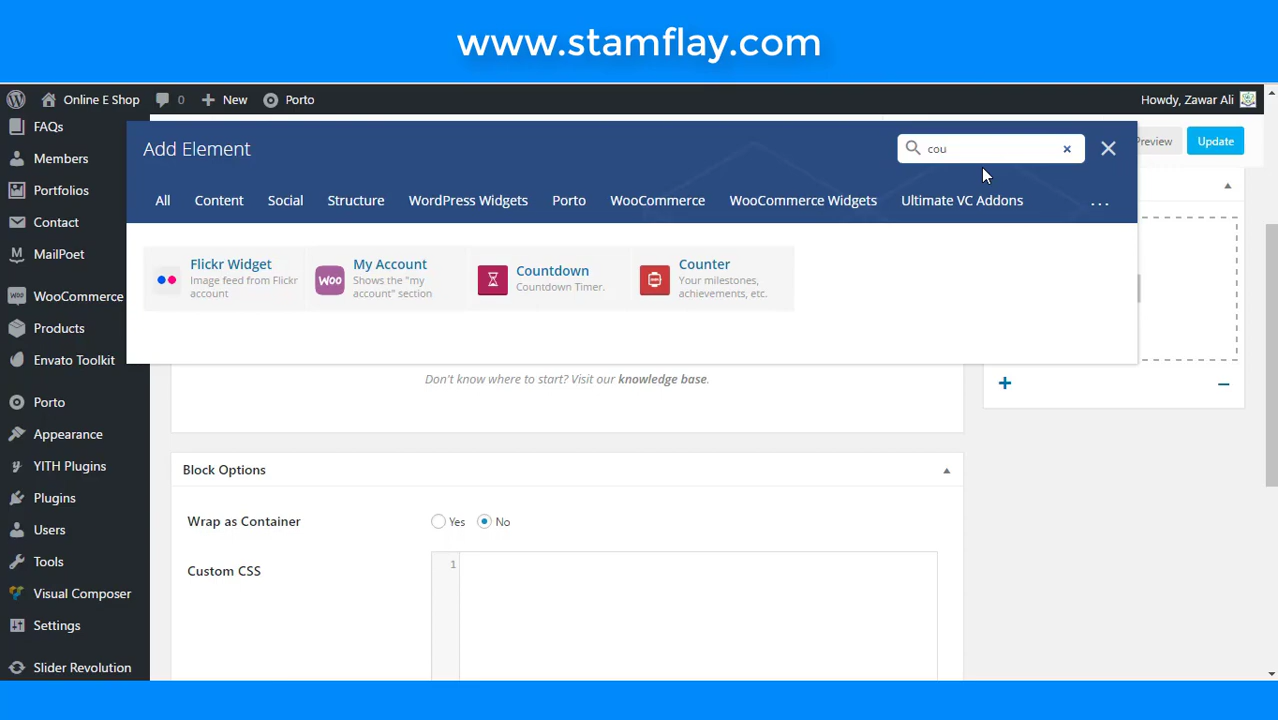 www.stamflay.com
Online E Shop 0 New Porto Howdy, Zawar Ali
FAQs
Members
Portfolios
Contact
MailPoet
WooCommerce
Products
Envato Toolkit
Porto
Appearance
YITH Plugins
Plugins
Users
Tools
Visual Composer
Settings
Slider Revolution
Add Element cou
Preview Update
All Content Social Structure WordPress Widgets Porto WooCommerce WooCommerce Widgets Ultimate VC Addons ...
Flickr Widget
Image feed from Flickr
account
Woo
My Account
Shows the "my
account" section
Countdown
Countdown Timer.
Counter
Your milestones,
achievements, etc.
Don't know where to start? Visit our knowledge base.
Block Options
Wrap as Container Yes No
Custom CSS 1